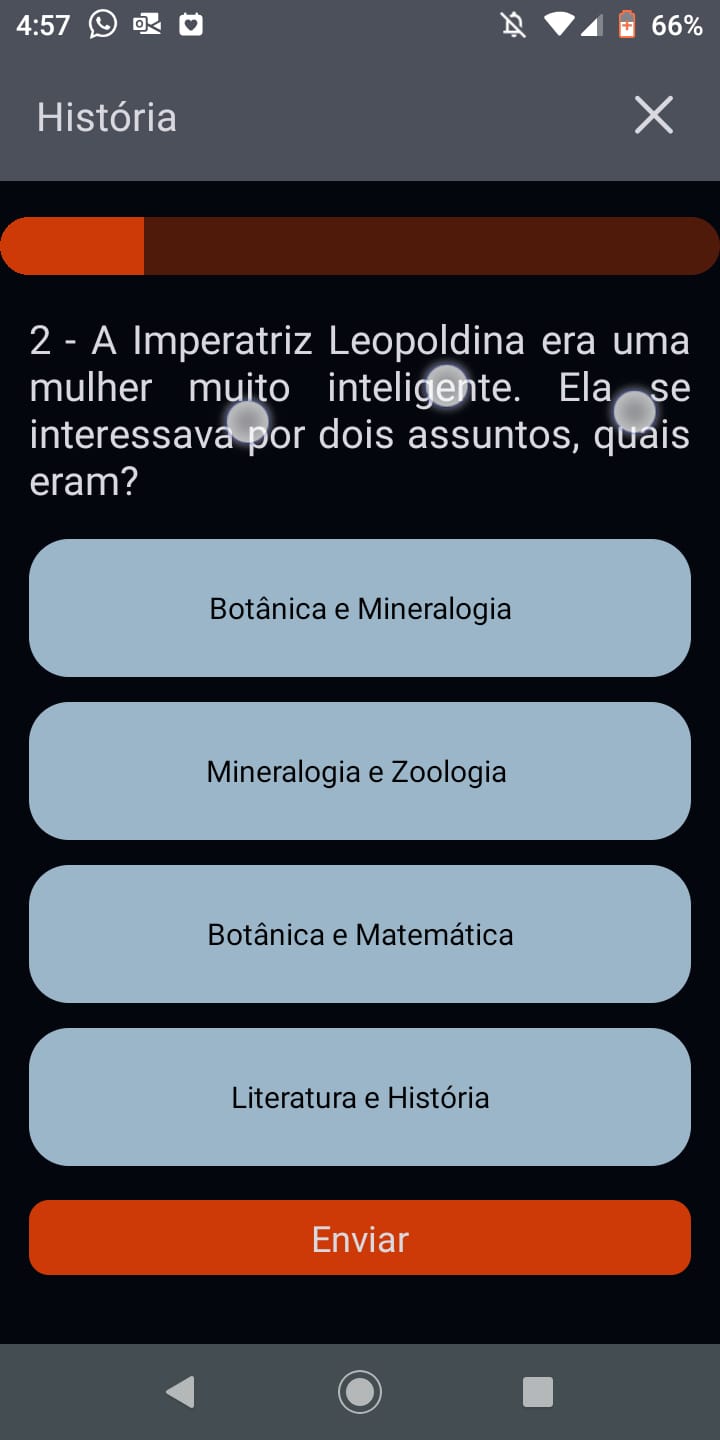 4:57
66%
História
2 - A Imperatriz Leopoldina era uma
mulher muito inteligente. Ela se
interessava por dois assuntos, quais
eram?
Botânica e Mineralogia
Mineralogia e Zoologia
Botânica e Matemática
Literatura e História
Enviar